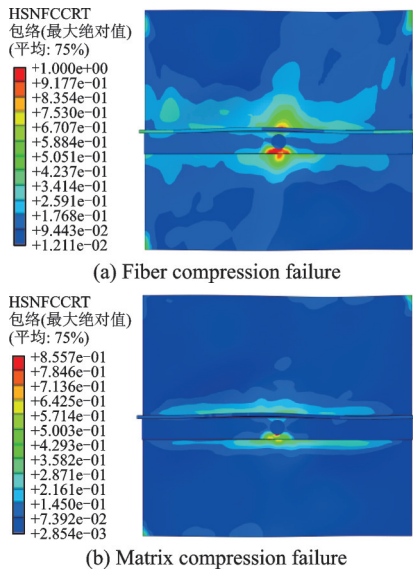 HSNFCCRT
包络(最大绝对值)
(平均: 75%)
+1.000e+00
+9.177e-01
+8.354e-01
+7.530e-01
+6.707e-01
+5.884e-01
+5.051e-01
+4.237e-01
+3.414e-01
+2.591e-01
+1.768e-01
+9.443e-02
+1.211e-02
(a) Fiber compression failure
HSNFCCRT
包络(最大绝对值)
(平均: 75%)
+8.557e-01
+7.846e-01
+7.136e-01
+6.425e-01
+5.714e-01
+5.003e-01
+4.293e-01
+3.582e-01
+2.871e-01
+2.161e-01
+1.450e-01
+7.392e-02
+2.854e-03
(b) Matrix compression failure